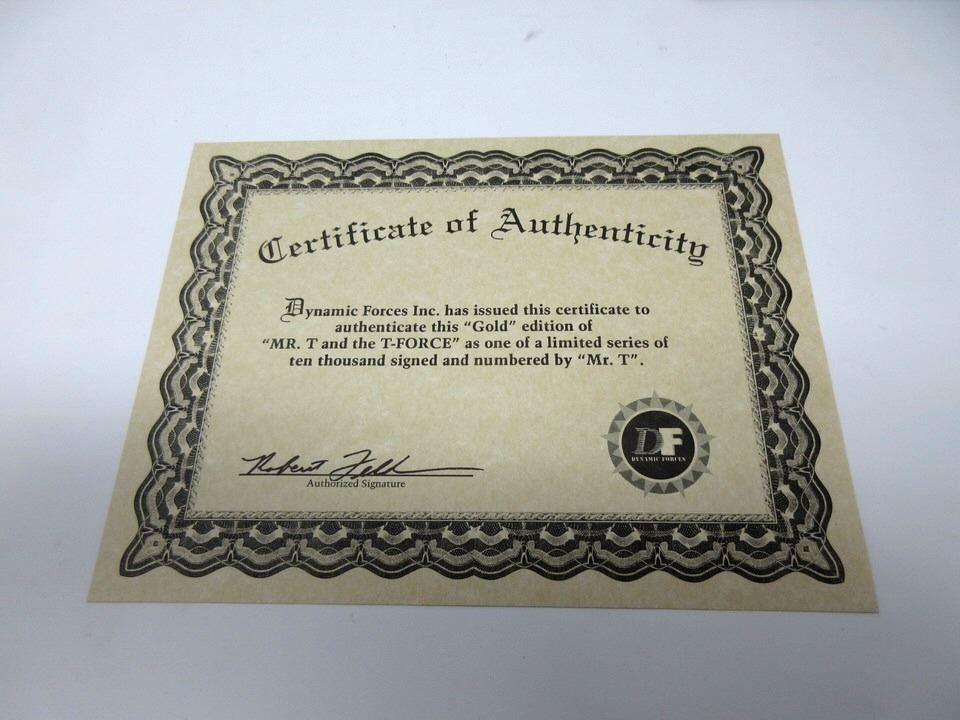 Certificate of Authenticity
Dynamic Forces Inc. has issued this certificate to
authenticate this “Gold” edition of
“MR. T and the T-FORCE” as one of a limited series of
ten thousand signed and numbered by “Mr. T”.
DF
DYNAMIC FORCES
Robert
Authorized Signature